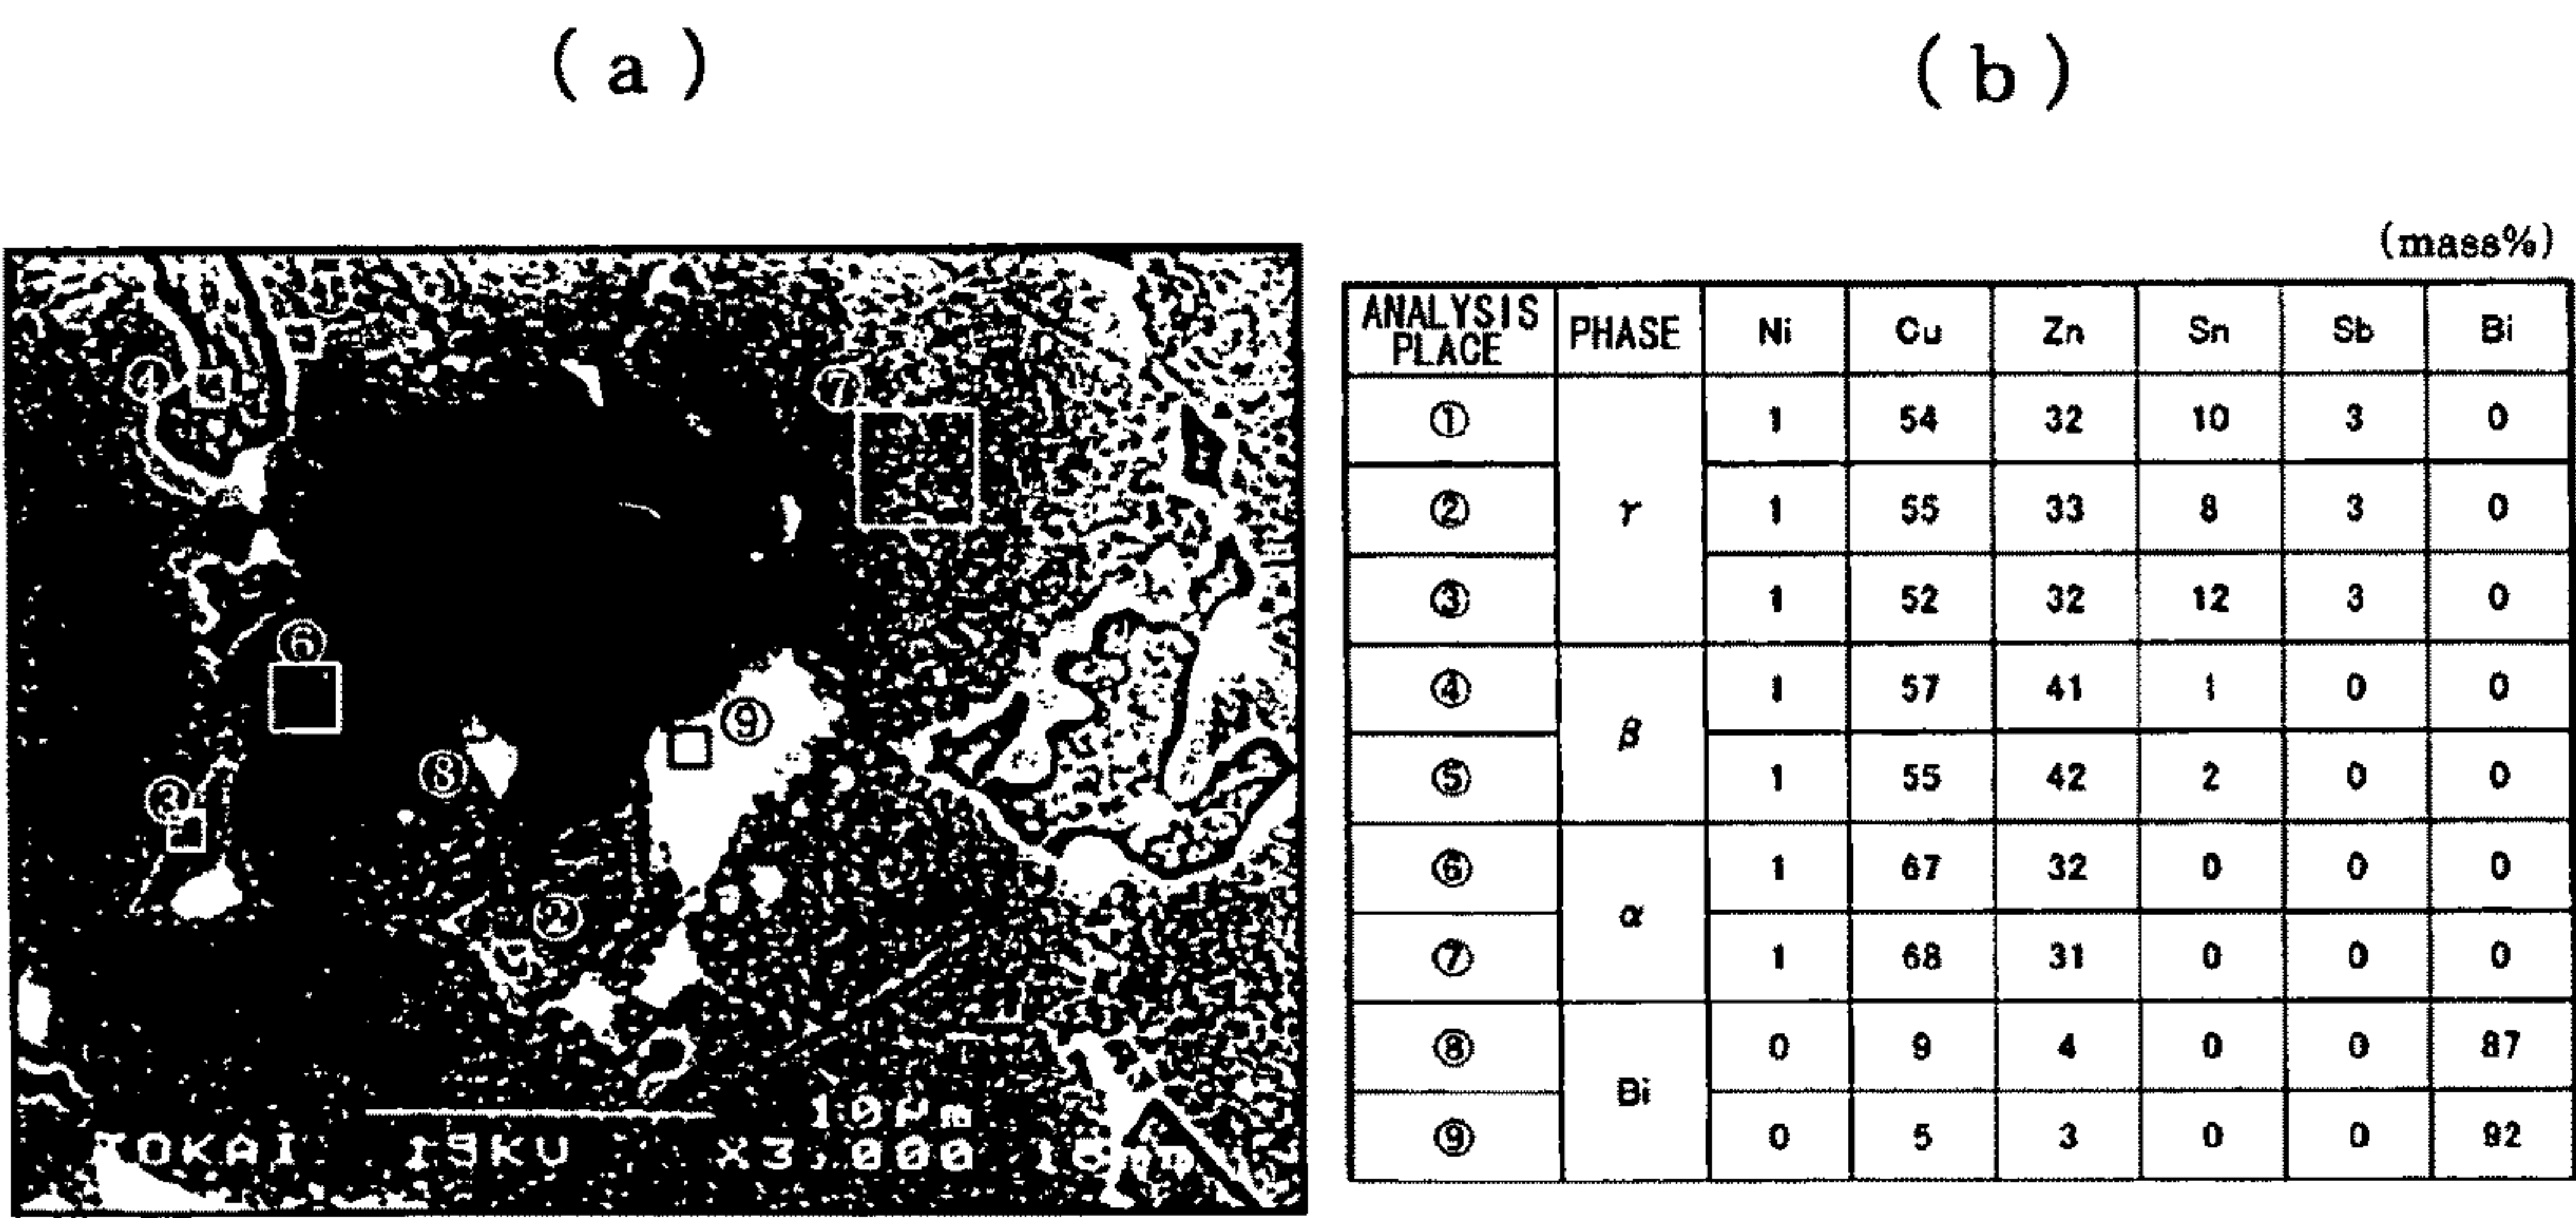 (a)
(b)
(mass%)
ANALYSIS PLACE PHASE Ni Cu Zn Sn Sb Bi
① γ 1 54 32 10 3 0
② 1 55 33 8 3 0
③ 1 52 32 12 3 0
④ β 1 57 41 1 0 0
⑤ 1 55 42 2 0 0
⑥ α 1 67 32 0 0 0
⑦ 1 68 31 0 0 0
⑧ Bi 0 9 4 0 0 87
⑨ 0 5 3 0 0 92
①
④
⑦
⑥
⑨
⑧
③
②
10μm
TOKAI 15KV X3,000